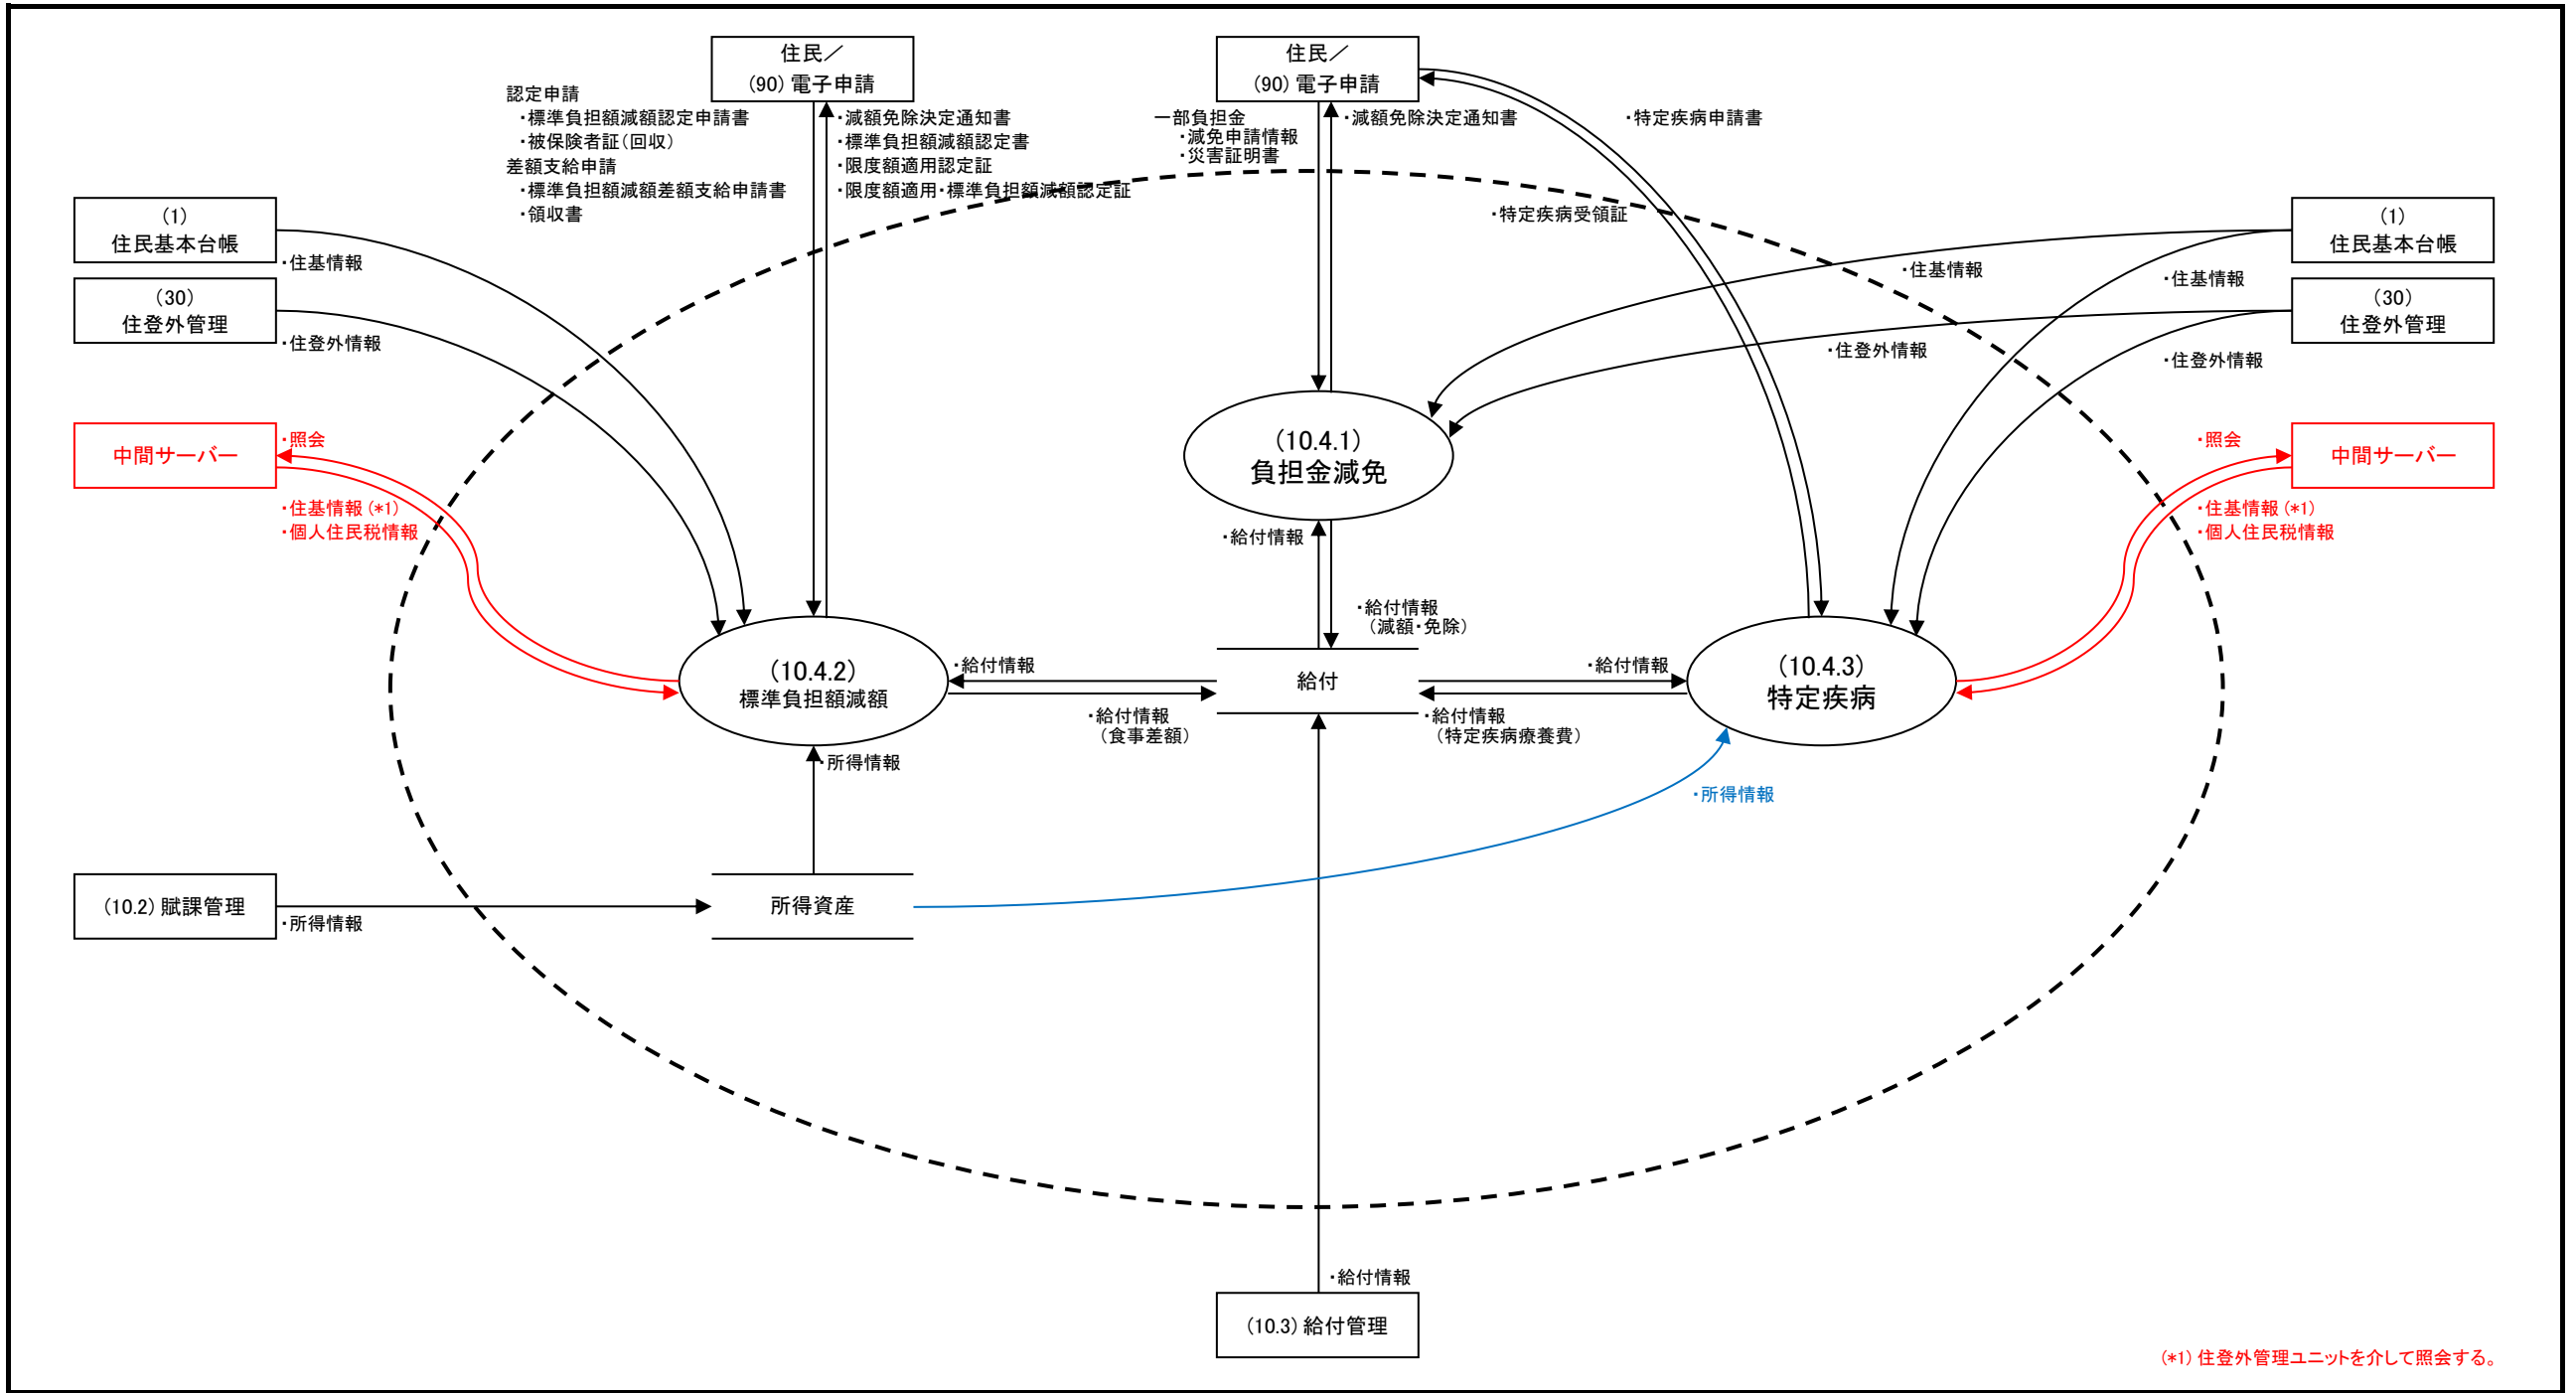 住民／
(90)電子申請
住民／
(90)電子申請
認定申請
・標準負担額減額認定申請書
・被保険者証(回収)
差額支給申請
・標準負担額減額差額支給申請書
・領収書
・減額免除決定通知書
・標準負担額減額認定書
・限度額適用認定証
・限度額適用・標準負担額減額認定証
一部負担金
・減免申請情報
・災害証明書
・減額免除決定通知書
・特定疾病申請書
・特定疾病受領証
(1)
住民基本台帳
・住基情報
(30)
住登外管理
・住登外情報
(1)
住民基本台帳
・住基情報
・住基情報
(30)
住登外管理
・住登外情報
・住登外情報
中間サーバー
・照会
・住基情報(*1)
・個人住民税情報
(10.4.1)
負担金減免
・照会
中間サーバー
・住基情報(*1)
・個人住民税情報
・給付情報
・給付情報
(減額・免除)
(10.4.2)
標準負担額減額
・給付情報
・給付情報
(食事差額)
給付
・給付情報
・給付情報
(特定疾病療養費)
(10.4.3)
特定疾病
・所得情報
・所得情報
(10.2)賦課管理
・所得情報
所得資産
・給付情報
(10.3)給付管理
(*1)住登外管理ユニットを介して照会する。